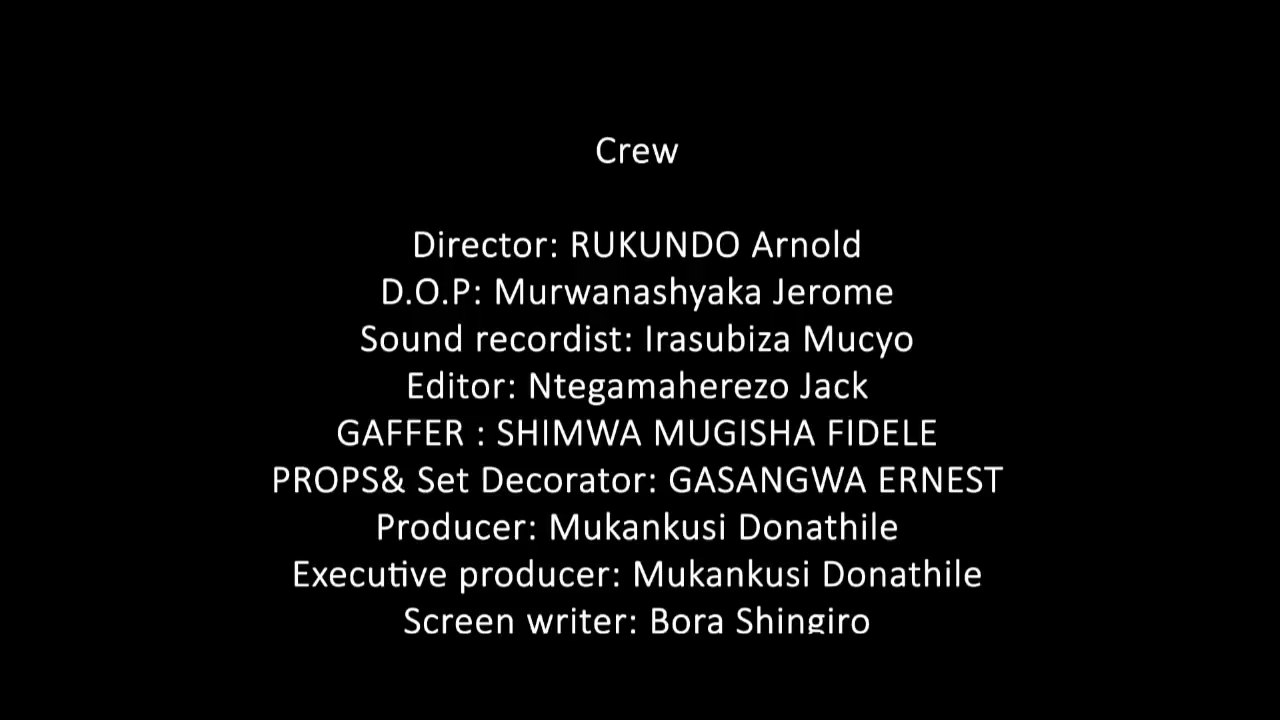 Crew
Director: RUKUNDO Arnold
D.O.P: Murwanashyaka Jerome
Sound recordist: Irasubiza Mucyo
Editor: Ntegamaherezo Jack
GAFFER : SHIMWA MUGISHA FIDELE
PROPS& Set Decorator: GASANGWA ERNEST
Producer: Mukankusi Donathile
Executive producer: Mukankusi Donathile
Screen writer: Bora Shingiro